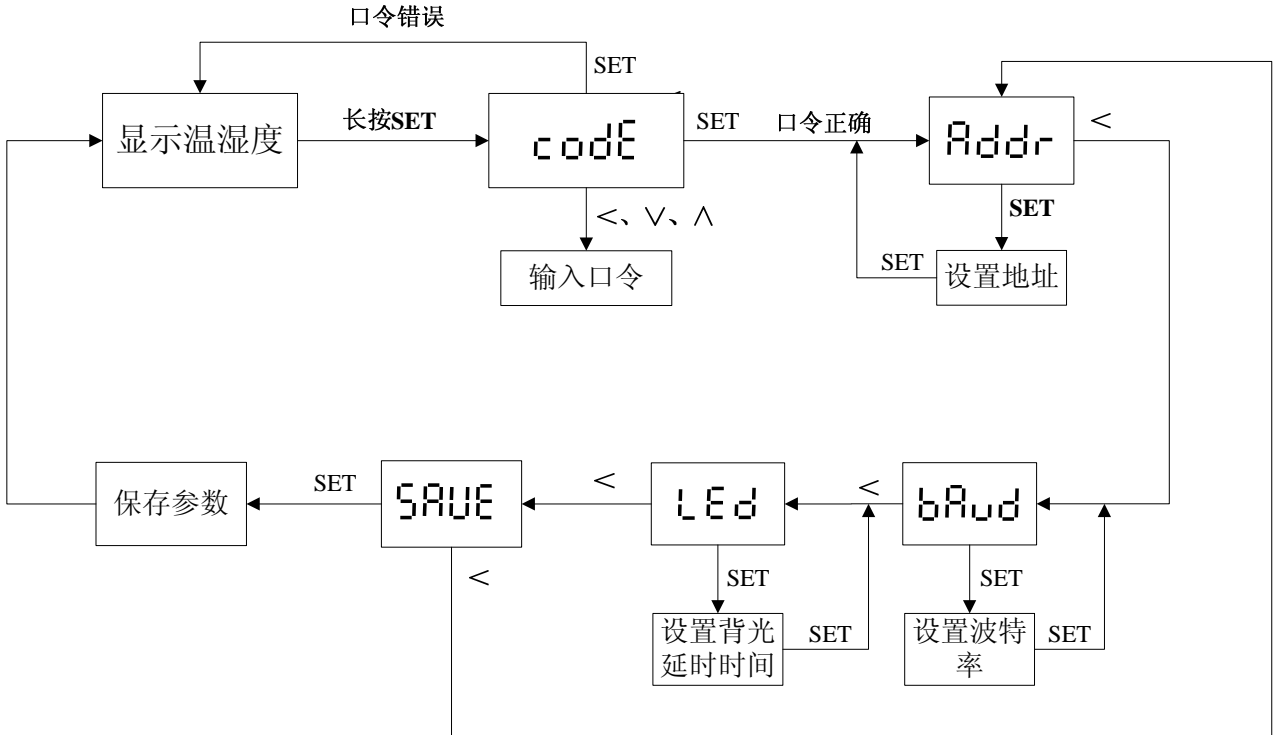 口令错误
SET
显示温湿度
长按SET
codE
SET
口令正确
Addr
<
<、∨、∧
SET
输入口令
SET
设置地址
保存参数
SET
SAVE
<
LEd
<
bAud
<
SET
SET
设置背光
延时时间
SET
设置波特
率
SET